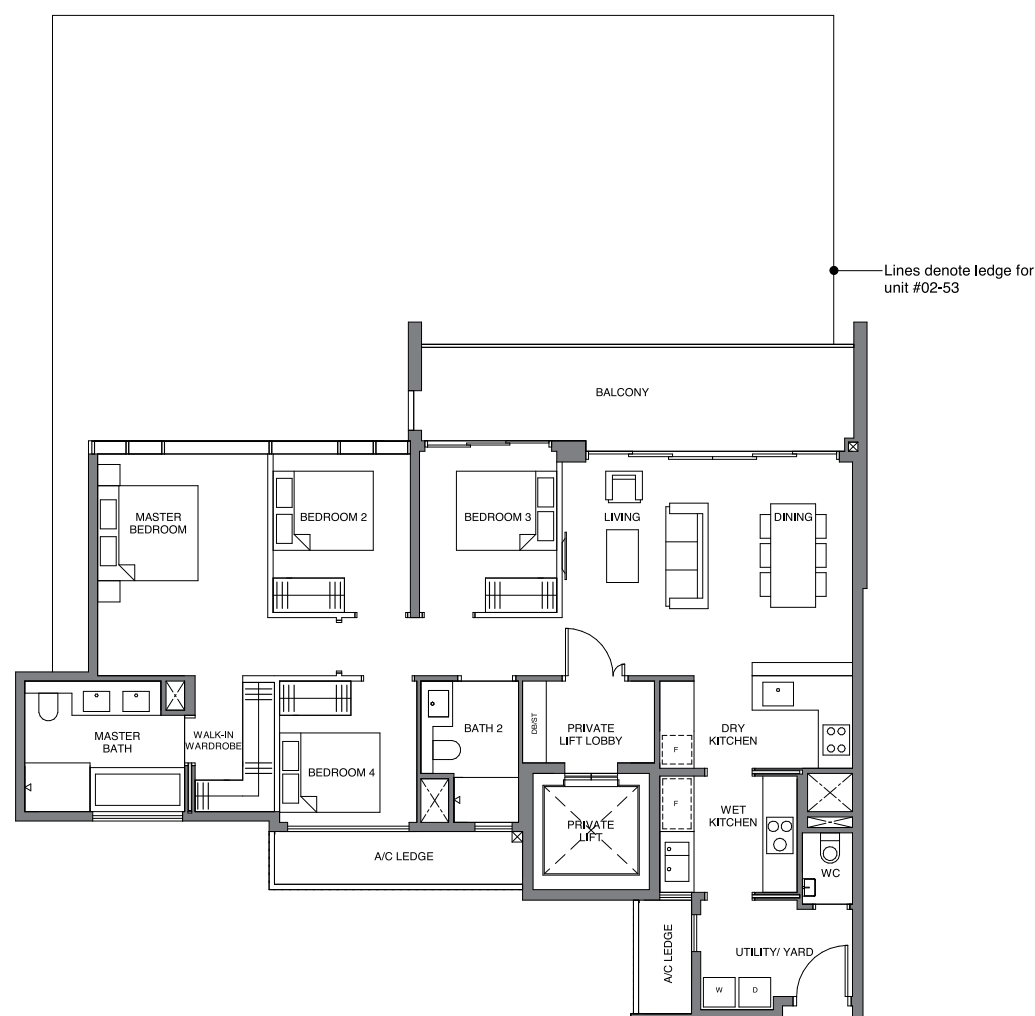 Lines denote ledge for
unit #02-53
BALCONY
MASTER
BEDROOM
BEDROOM 2
BEDROOM 3
LIVING
DINING
MASTER
BATH
WALK-IN
WARDROBE
BEDROOM 4
BATH 2
DB/ST
PRIVATE
LIFT LOBBY
F
DRY
KITCHEN
F
WET
KITCHEN
PRIVATE
LIFT
A/C LEDGE
WC
A/C LEDGE
UTILITY/ YARD
W
D